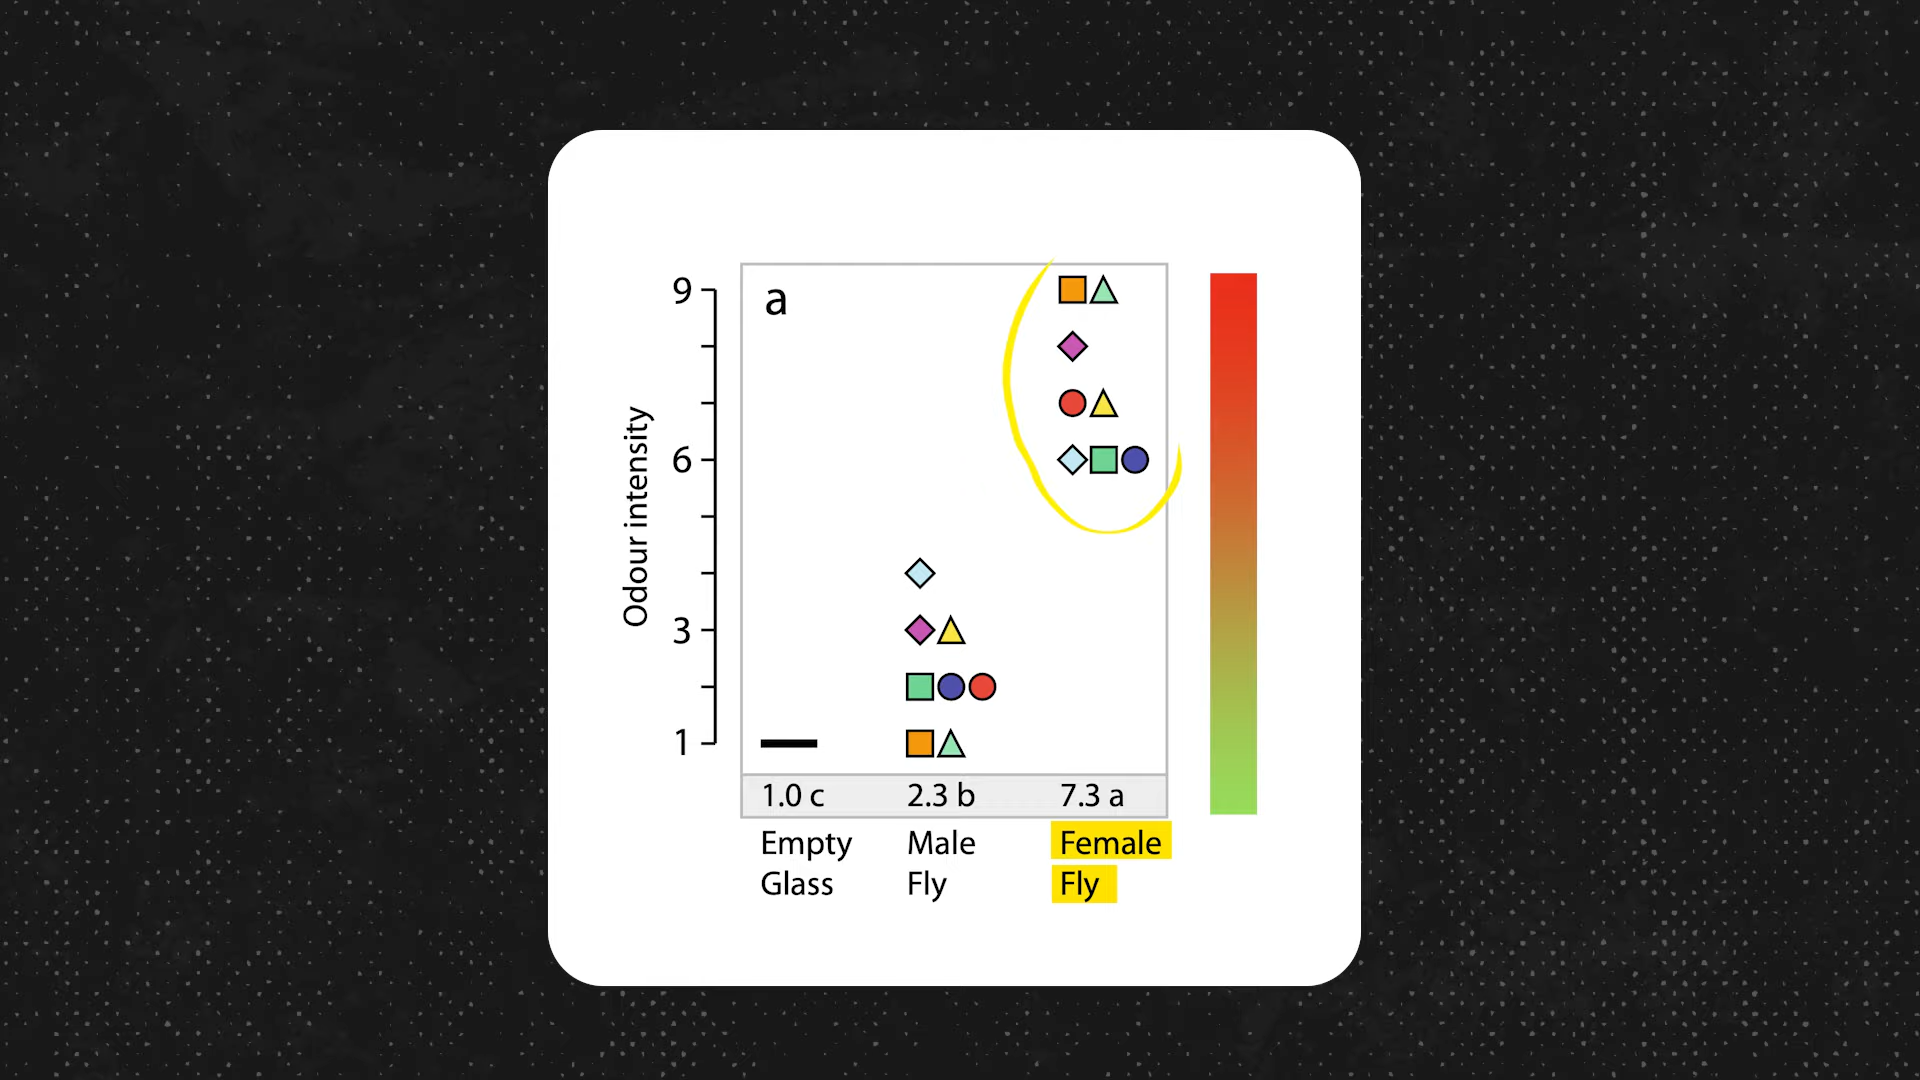 a
Odour intensity
9
6
3
1
1.0 c 2.3 b 7.3 a
Empty Male Female
Glass Fly Fly